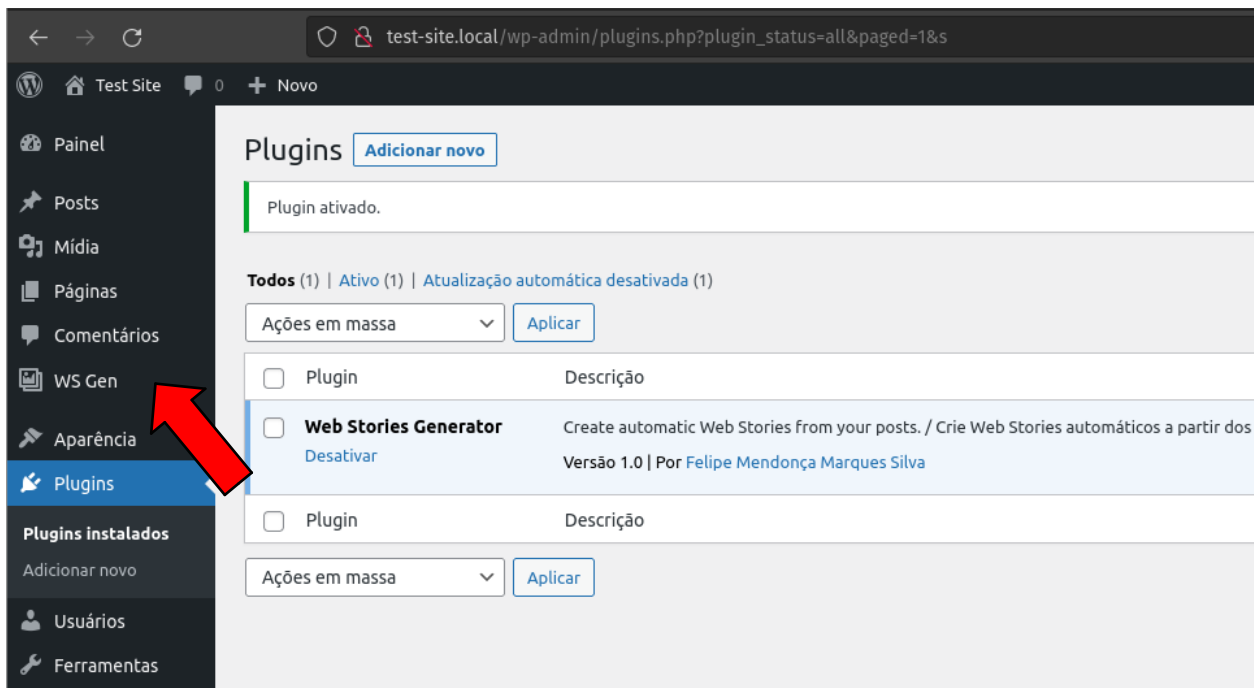 test-site.local/wp-admin/plugins.php?plugin_status=all&paged=1&s
Test Site 0 Novo
Painel
Posts
Mídia
Páginas
Comentários
WS Gen
Aparência
Plugins
Plugins instalados
Adicionar novo
Usuários
Ferramentas
Plugins Adicionar novo
Plugin ativado.
Todos (1) | Ativo (1) | Atualização automática desativada (1)
Ações em massa Aplicar
Plugin Descrição
Web Stories Generator Create automatic Web Stories from your posts. / Crie Web Stories automáticos a partir dos
Desativar Versão 1.0 | Por Felipe Mendonça Marques Silva
Plugin Descrição
Ações em massa Aplicar